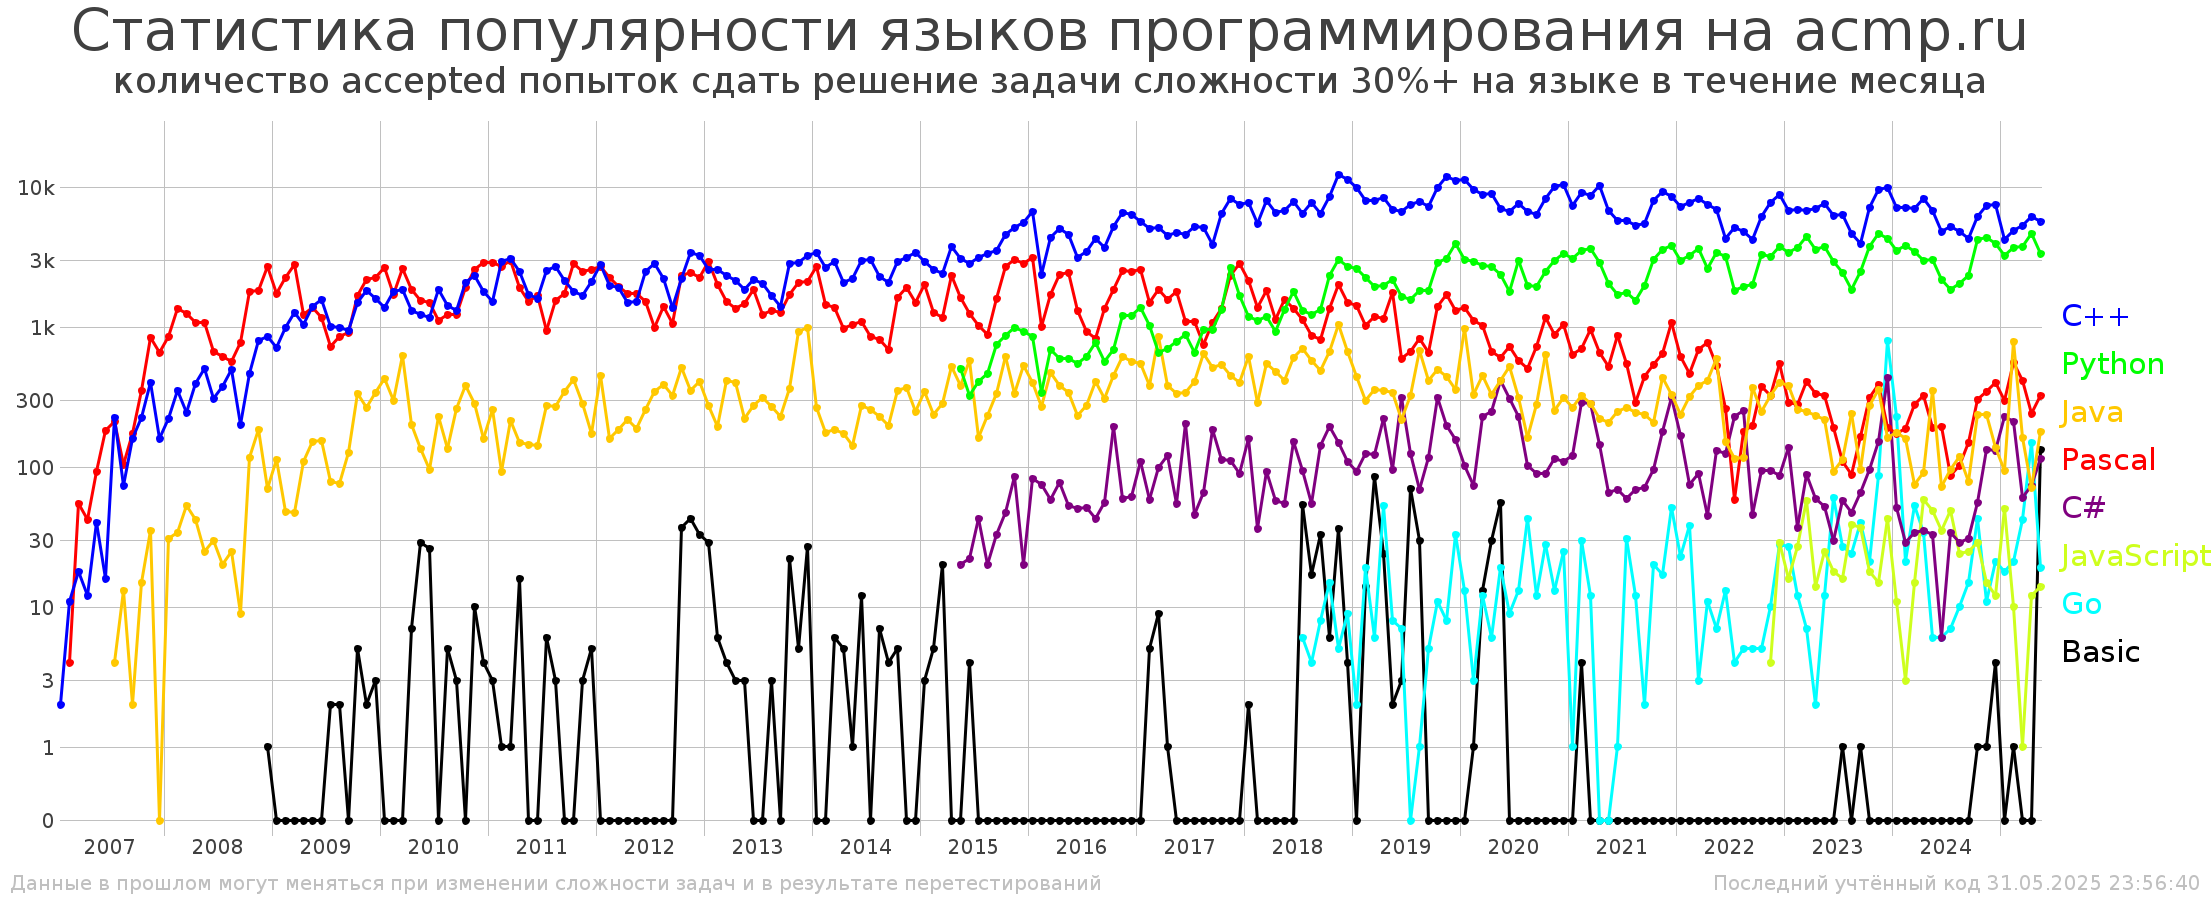 Статистика популярности языков программирования на acmp.ru
количество accepted попыток сдать решение задачи сложности 30%+ на языке в течение месяца
10k
3k
1k
300
100
30
10
3
1
0
C++
Python
Java
Pascal
C#
JavaScript
Go
Basic
2007 2008 2009 2010 2011 2012 2013 2014 2015 2016 2017 2018 2019 2020 2021 2022 2023 2024
Данные в прошлом могут меняться при изменении сложности задач и в результате перетестирований
Последний учтённый код 31.05.2025 23:56:40